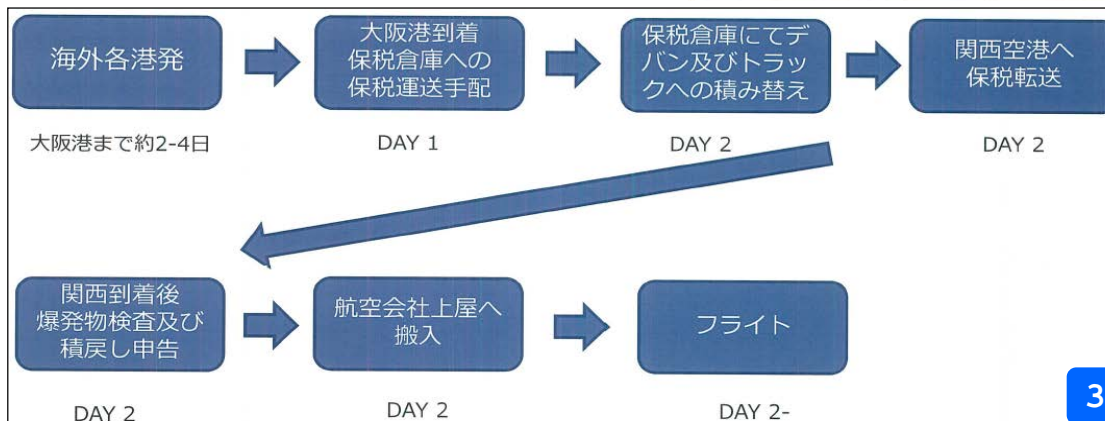 海外各港発
大阪港到着
保税倉庫への
保税運送手配
保税倉庫にてデ
バン及びトラッ
クへの積み替え
関西空港へ
保税転送
大阪港まで約2-4日
DAY 1
DAY 2
DAY 2
関西到着後
爆発物検査及び
積戻し申告
航空会社上屋へ
搬入
フライト
DAY 2
DAY 2
DAY 2-
3